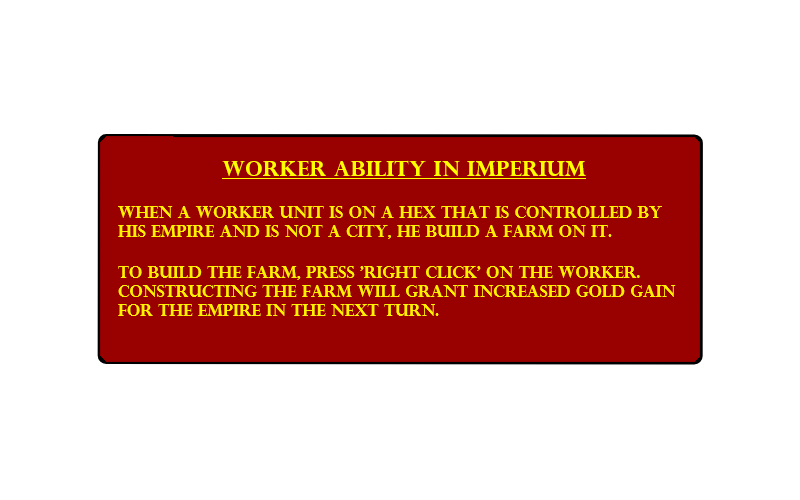 WORKER ABILITY IN IMPERIUM
WHEN A WORKER UNIT IS ON A HEX THAT IS CONTROLLED BY
HIS EMPIRE AND IS NOT A CITY, HE BUILD A FARM ON IT.
TO BUILD THE FARM, PRESS 'RIGHT CLICK' ON THE WORKER.
CONSTRUCTING THE FARM WILL GRANT INCREASED GOLD GAIN
FOR THE EMPIRE IN THE NEXT TURN.